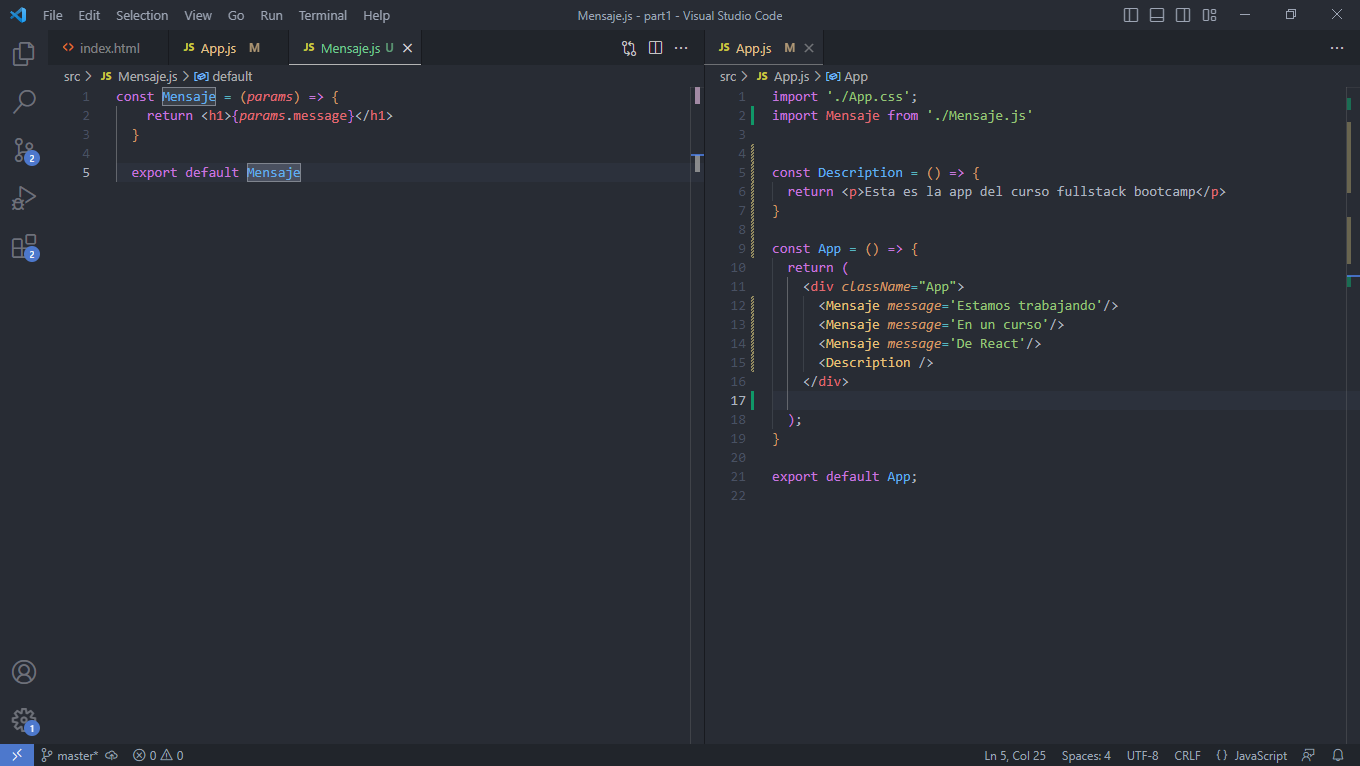 File Edit Selection View Go Run Terminal Help Mensaje.js - part1 - Visual Studio Code
<> index.html JS App.js M JS Mensaje.js U
src > JS Mensaje.js > default
1 const Mensaje = (params) => {
2 return <h1>{params.message}</h1>
3 }
4
5 export default Mensaje
JS App.js M
src > JS App.js > App
1 import './App.css';
2 import Mensaje from './Mensaje.js'
3
4
5 const Description = () => {
6 return <p>Esta es la app del curso fullstack bootcamp</p>
7 }
8
9 const App = () => {
10 return (
11 <div className="App">
12 <Mensaje message='Estamos trabajando'/>
13 <Mensaje message='En un curso'/>
14 <Mensaje message='De React'/>
15 <Description />
16 </div>
17
18 );
19 }
20
21 export default App;
22
2
2
1
master* 0 0 Ln 5, Col 25 Spaces: 4 UTF-8 CRLF {} JavaScript